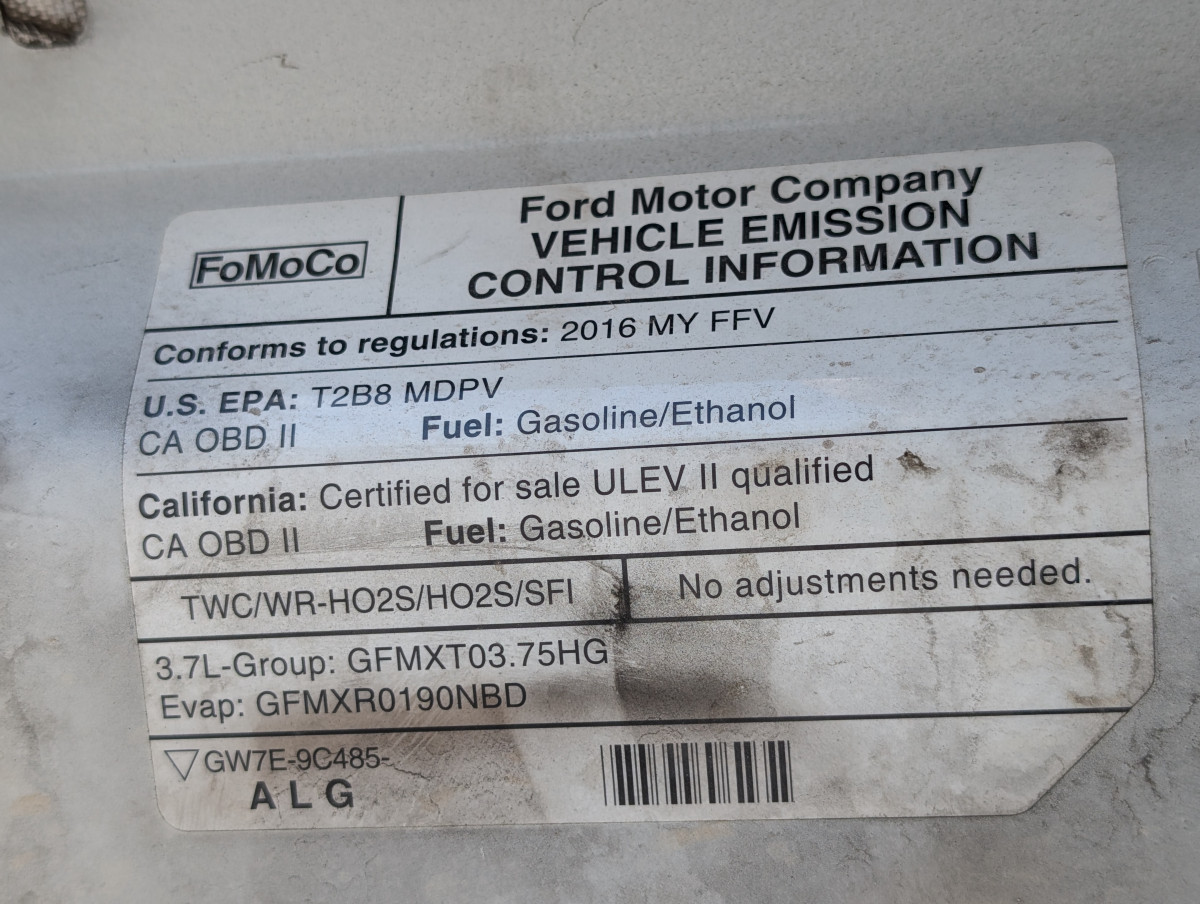 FoMoCo
Ford Motor Company
VEHICLE EMISSION
CONTROL INFORMATION
Conforms to regulations: 2016 MY FFV
U.S. EPA: T2B8 MDPV
CA OBD II Fuel: Gasoline/Ethanol
California: Certified for sale ULEV II qualified
CA OBD II Fuel: Gasoline/Ethanol
TWC/WR-HO2S/HO2S/SFI
No adjustments needed.
3.7L-Group: GFMXT03.75HG
Evap: GFMXR0190NBD
GW7E-9C485-
A L G